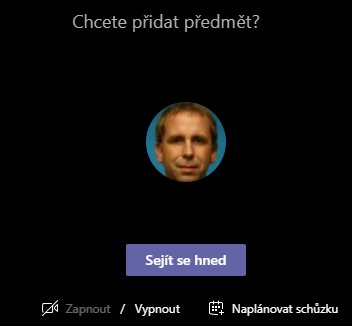 Chcete přidat předmět?
Sejít se hned
Zapnout / Vypnout Naplánovat schůzku